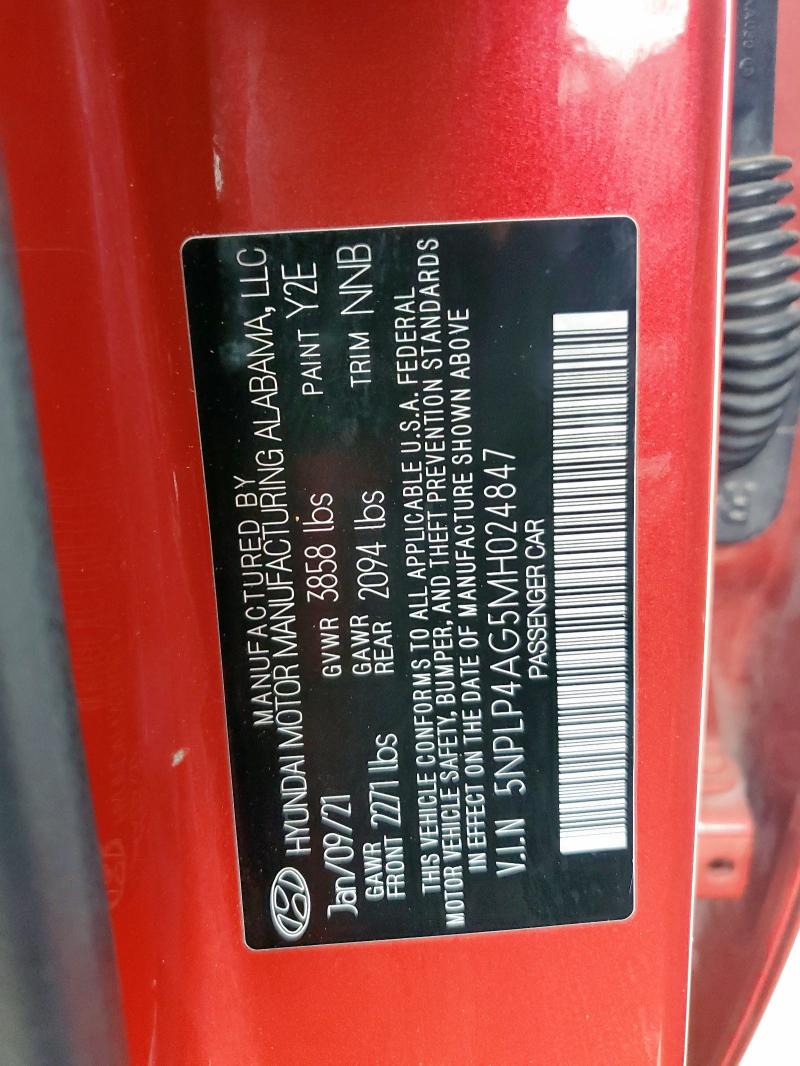 MANUFACTURED BY
HYUNDAI MOTOR MANUFACTURING ALABAMA, LLC
Jan/09/21 GVWR 3858 lbs PAINT Y2E
GAWR FRONT 2271 lbs GAWR REAR 2094 lbs TRIM NNB
THIS VEHICLE CONFORMS TO ALL APPLICABLE U.S.A. FEDERAL
MOTOR VEHICLE SAFETY, BUMPER, AND THEFT PREVENTION STANDARDS
IN EFFECT ON THE DATE OF MANUFACTURE SHOWN ABOVE
V.I.N 5NPLP4AG5MH024847
PASSENGER CAR